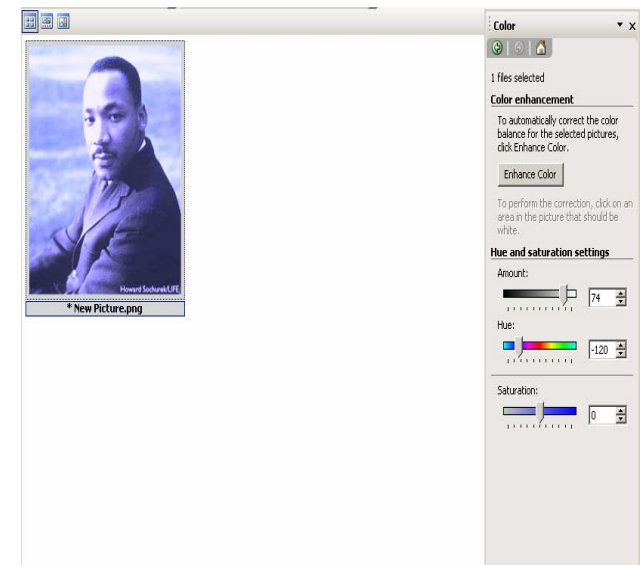 Color
1 files selected
Color enhancement
To automatically correct the color
balance for the selected pictures,
click Enhance Color.
Enhance Color
To perform the correction, click on an
area in the picture that should be
white.
Hue and saturation settings
Amount:
74
Hue:
-120
Saturation:
0
Howard Sochurek/LIFE
* New Picture.png